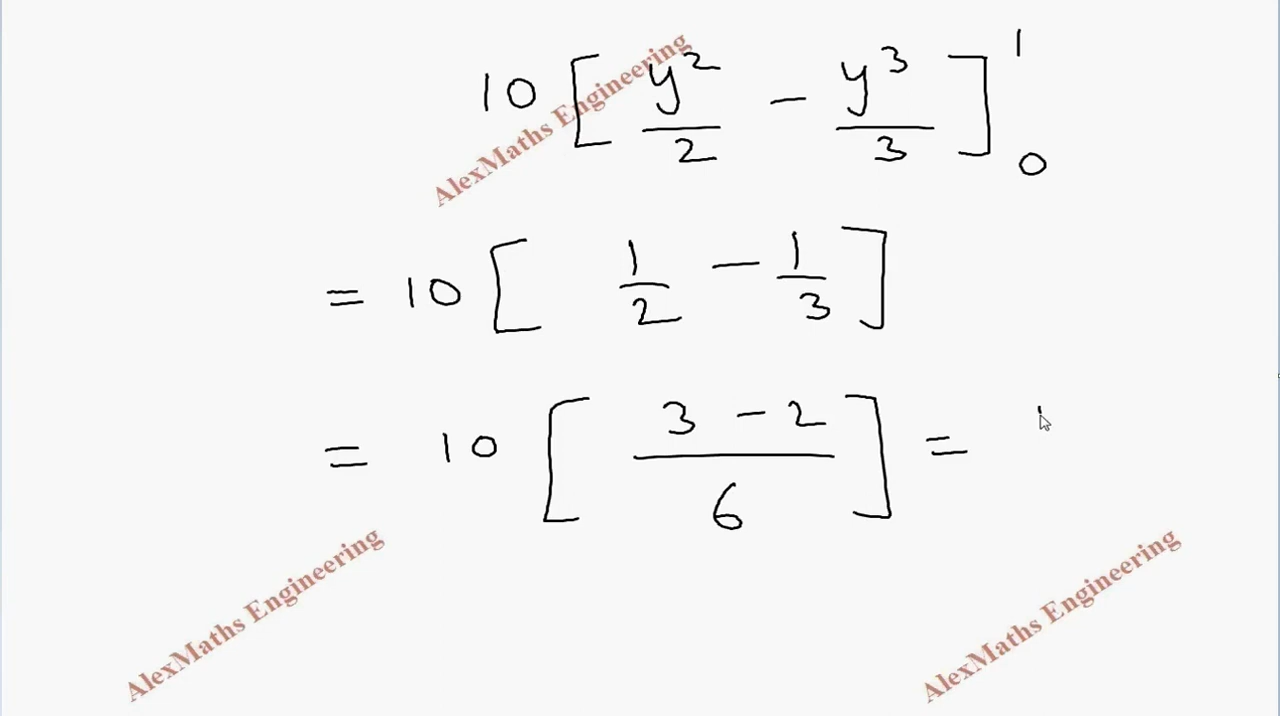 10 [ y²/2 − y³/3 ]₀¹
AlexMaths Engineering
= 10 [ 1/2 − 1/3 ]
= 10 [ (3 − 2)/6 ] =
AlexMaths Engineering
AlexMaths Engineering